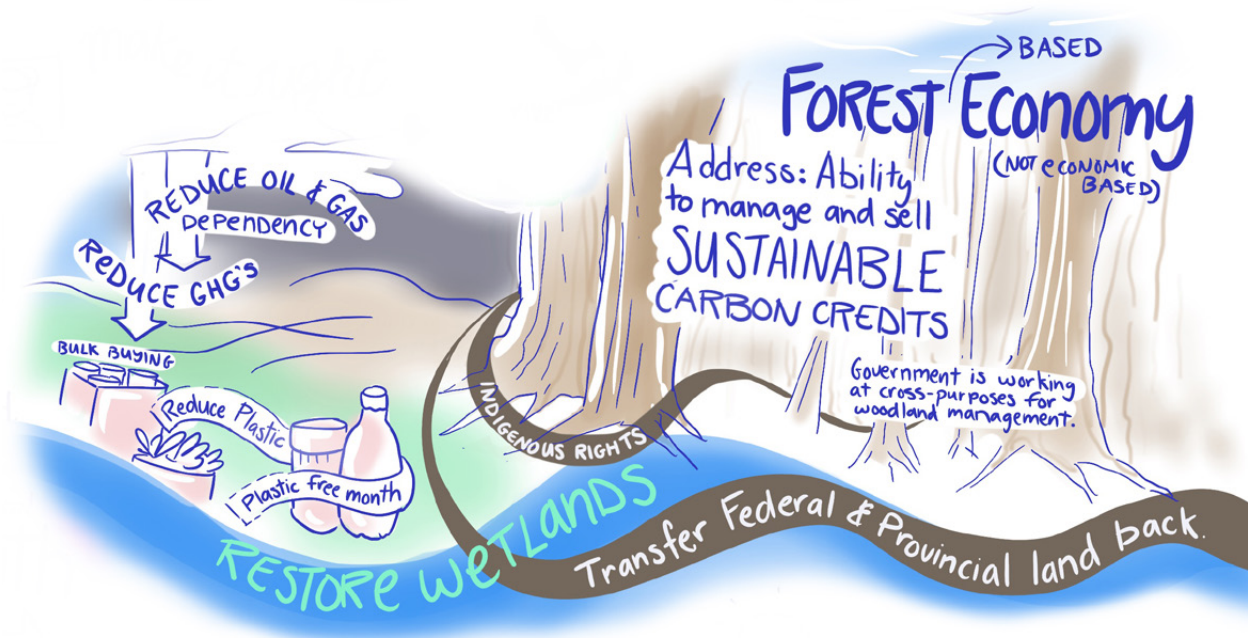 BASED
FOREST ECONOMY
(NOT ECONOMIC
BASED)
Address: Ability
to manage and sell
SUSTAINABLE
CARBON CREDITS
Government is working
at cross-purposes for
woodland management.
REDUCE OIL & GAS
DEPENDENCY
REDUCE GHG'S
BULK BUYING
Reduce Plastic
Plastic free month
INDIGENOUS RIGHTS
RESTORE WETLANDS
Transfer Federal & Provincial land back.